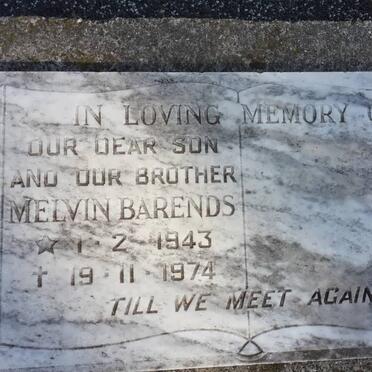 IN LOVING MEMORY
OUR DEAR SON
AND OUR BROTHER
MELVIN BARENDS
☆ 1 · 2 · 1943
† 19 · 11 · 1974
TILL WE MEET AGAIN